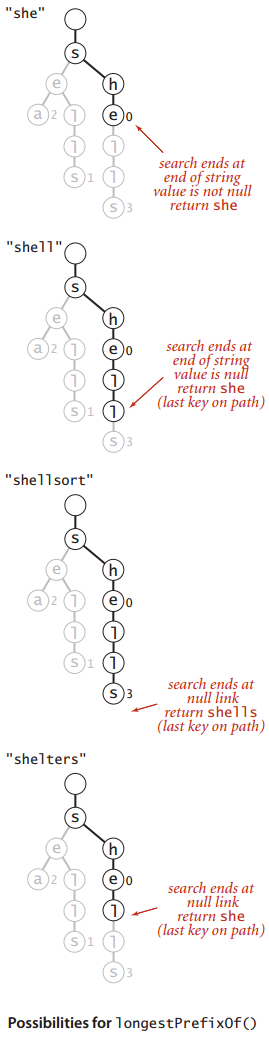 "she"
s
e h
a 2 l e 0
l l
s 1 l
s 3
search ends at
end of string
value is not null
return she
"shell"
s
e h
a 2 l e 0
l l
s 1 l
s 3
search ends at
end of string
value is null
return she
(last key on path)
"shellsort"
s
e h
a 2 l e 0
l l
s 1 l
s 3
search ends at
null link
return shells
(last key on path)
"shelters"
s
e h
a 2 l e 0
l l
s 1 l
s 3
search ends at
null link
return she
(last key on path)
Possibilities for longestPrefixOf()